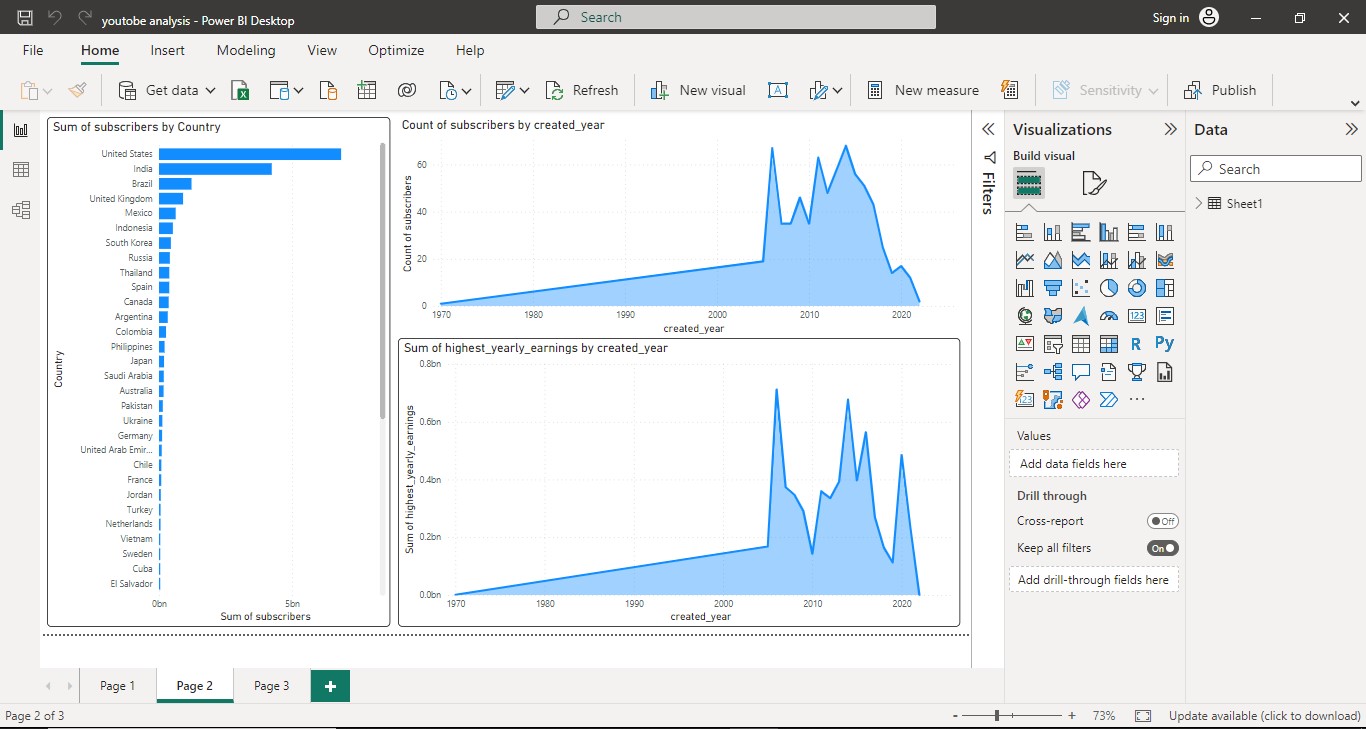 youtobe analysis - Power BI Desktop
Search
Sign in
File Home Insert Modeling View Optimize Help
Get data
Refresh
New visual
A
New measure
Sensitivity
Publish
Sum of subscribers by Country
Country
United States
India
Brazil
United Kingdom
Mexico
Indonesia
South Korea
Russia
Thailand
Spain
Canada
Argentina
Colombia
Philippines
Japan
Saudi Arabia
Australia
Pakistan
Ukraine
Germany
United Arab Emir...
Chile
France
Jordan
Turkey
Netherlands
Vietnam
Sweden
Cuba
El Salvador
0bn 5bn
Sum of subscribers
Count of subscribers by created_year
Count of subscribers
60
40
20
0
1970 1980 1990 2000 2010 2020
created_year
Sum of highest_yearly_earnings by created_year
Sum of highest_yearly_earnings
0.8bn
0.6bn
0.4bn
0.2bn
0.0bn
1970 1980 1990 2000 2010 2020
created_year
Filters
Visualizations
Build visual
123
R Py
123
Values
Add data fields here
Drill through
Cross-report Off
Keep all filters On
Add drill-through fields here
Data
Search
Sheet1
Page 1 Page 2 Page 3 +
Page 2 of 3
- + 73%
Update available (click to download)